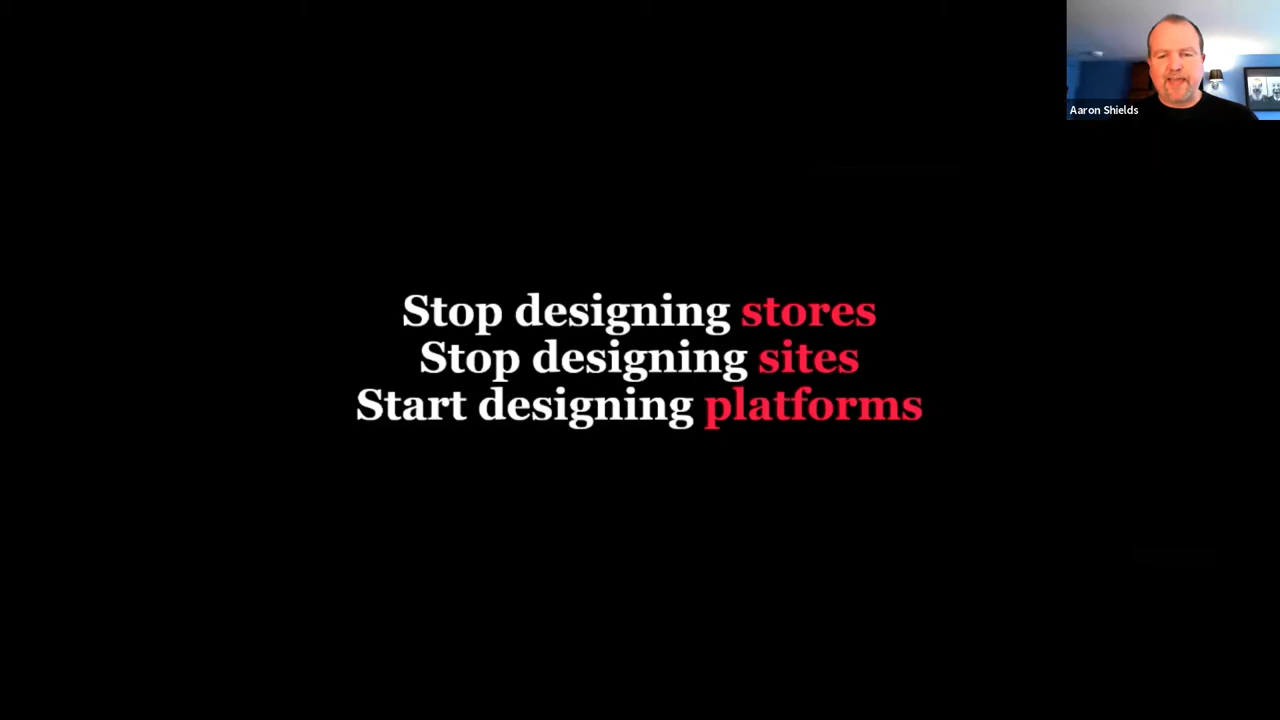 Aaron Shields
Stop designing stores
Stop designing sites
Start designing platforms